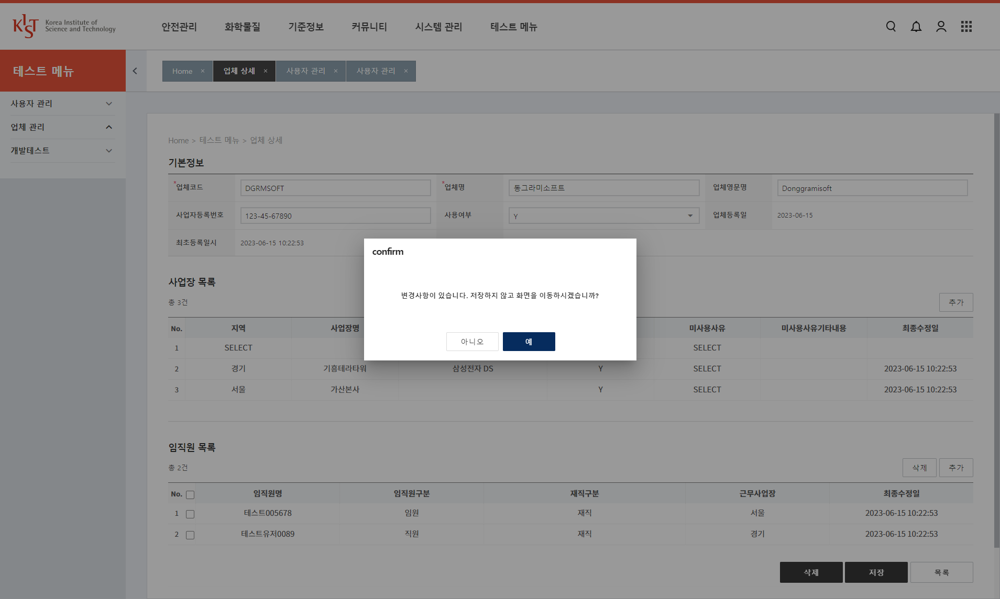 KIST Korea Institute of
Science and Technology
안전관리 화학물질 기준정보 커뮤니티 시스템 관리 테스트 메뉴
테스트 메뉴
Home × 업체 상세 × 사용자 관리 × 사용자 관리 ×
사용자 관리
업체 관리
개발테스트
Home > 테스트 메뉴 > 업체 상세
기본정보
*업체코드 DGRMSOFT *업체명 동그라미소프트 업체영문명 Donggramisoft
사업자등록번호 123-45-67890 사용여부 Y 업체등록일 2023-06-15
최초등록일시 2023-06-15 10:22:53
confirm
변경사항이 있습니다. 저장하지 않고 화면을 이동하시겠습니까?
아니오 예
사업장 목록
총 3건 추가
No. 지역 사업장명 미사용사유 미사용사유기타내용 최종수정일
1 SELECT SELECT
2 경기 기흥테라타워 삼성전자 DS Y SELECT 2023-06-15 10:22:53
3 서울 가산본사 Y SELECT 2023-06-15 10:22:53
임직원 목록
총 2건 삭제 추가
No. 임직원명 임직원구분 재직구분 근무사업장 최종수정일
1 테스트005678 임원 재직 서울 2023-06-15 10:22:53
2 테스트유저0089 직원 재직 경기 2023-06-15 10:22:53
삭제 저장 목록